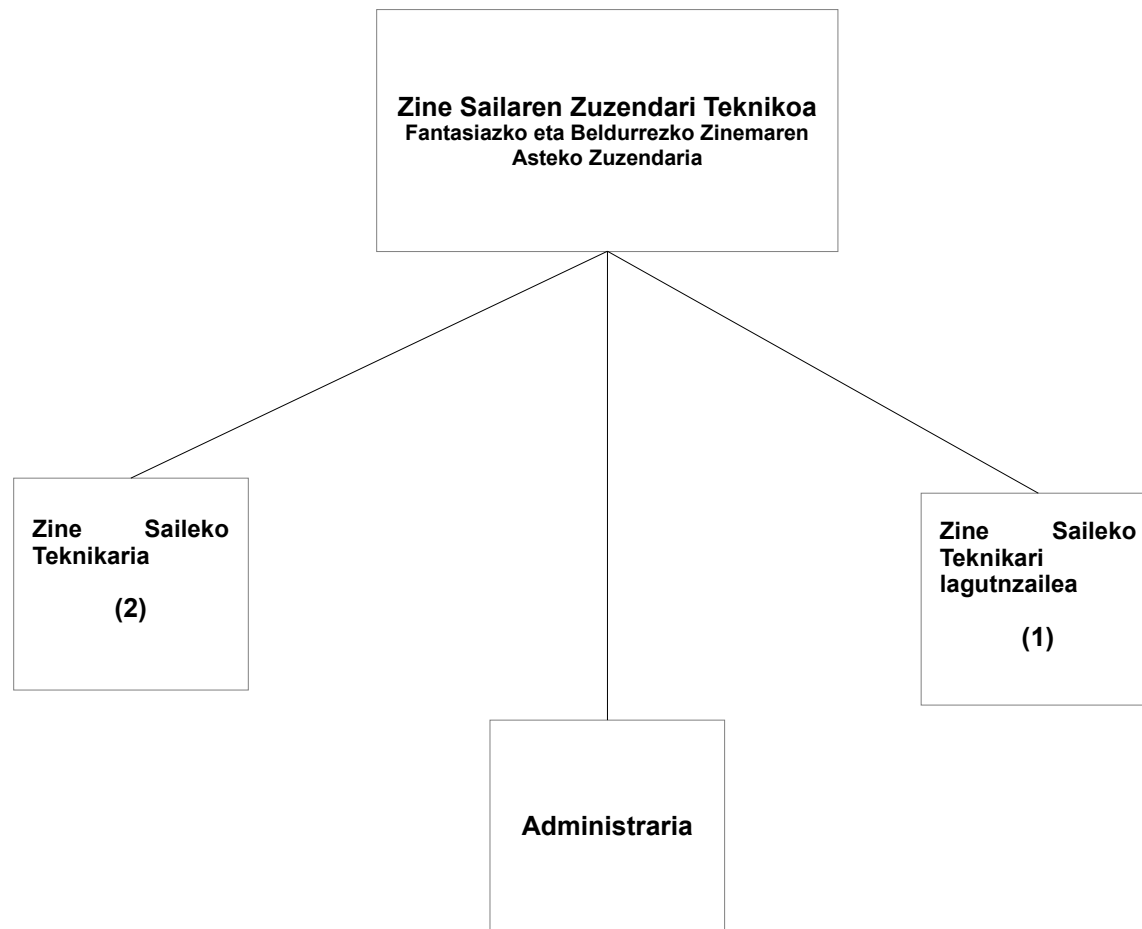 Zine Sailaren Zuzendari Teknikoa
Fantasiazko eta Beldurrezko Zinemaren
Asteko Zuzendaria
Zine Saileko
Teknikaria
(2)
Zine Saileko
Teknikari
lagutnzailea
(1)
Administraria